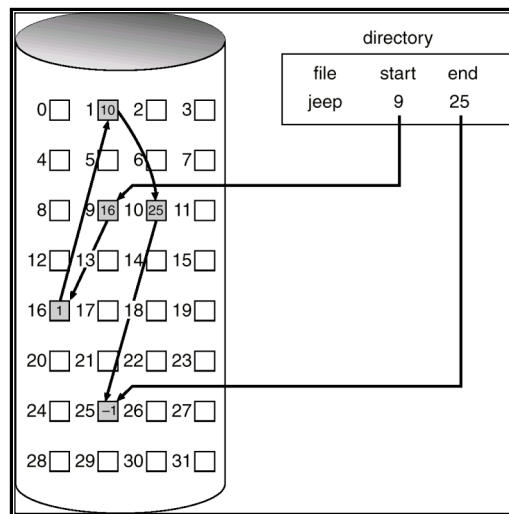 directory
file start end
jeep 9 25
0 1 10 2 3
4 5 6 7
8 9 16 10 25 11
12 13 14 15
16 1 17 18 19
20 21 22 23
24 25 -1 26 27
28 29 30 31